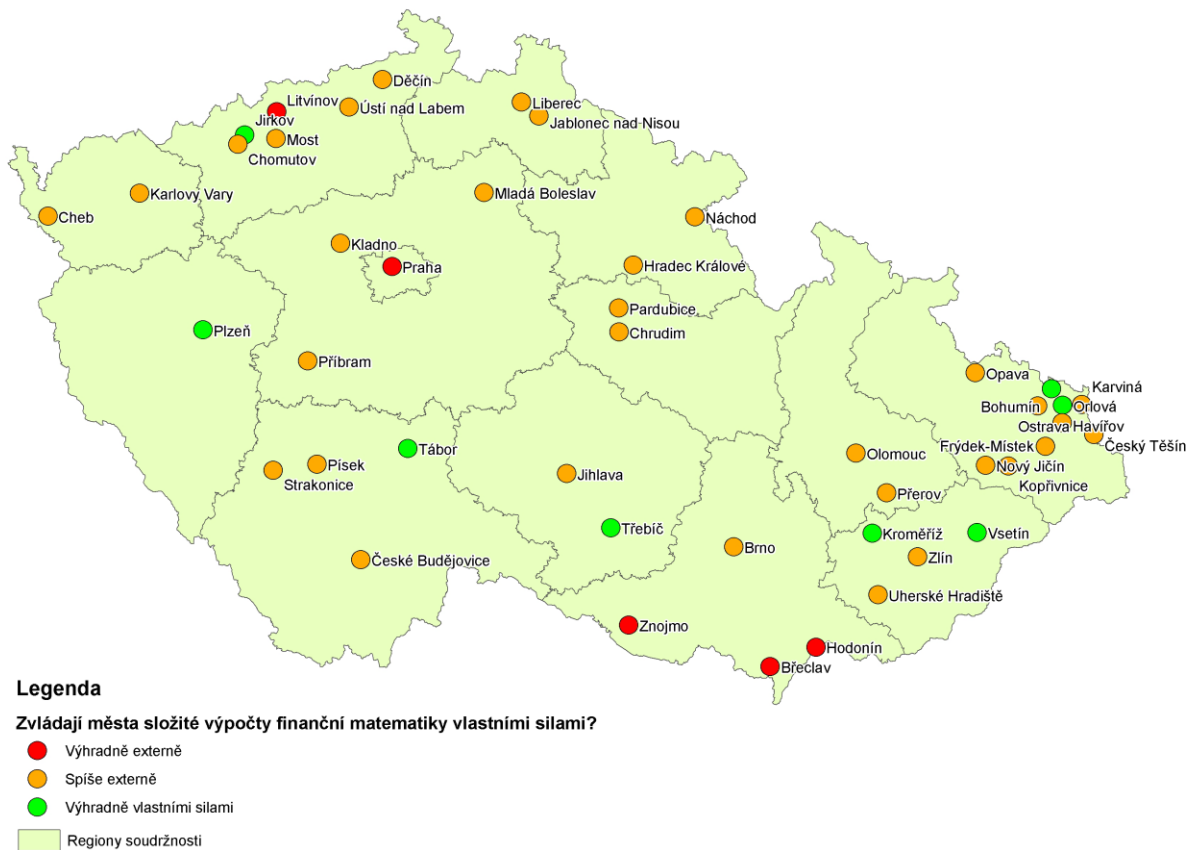 Děčín
Litvínov
Liberec
Ústí nad Labem
Jirkov
Jablonec nad Nisou
Most
Chomutov
Karlovy Vary
Mladá Boleslav
Cheb
Náchod
Kladno
Praha
Hradec Králové
Pardubice
Plzeň
Chrudim
Příbram
Opava
Karviná
Bohumín
Orlová
Ostrava
Havířov
Český Těšín
Frýdek-Místek
Tábor
Olomouc
Písek
Nový Jičín
Strakonice
Jihlava
Kopřivnice
Přerov
Třebíč
Kroměříž
Vsetín
Brno
Zlín
České Budějovice
Uherské Hradiště
Znojmo
Hodonín
Břeclav
Legenda
Zvládají města složité výpočty finanční matematiky vlastními silami?
Výhradně externě
Spíše externě
Výhradně vlastními silami
Regiony soudržnosti